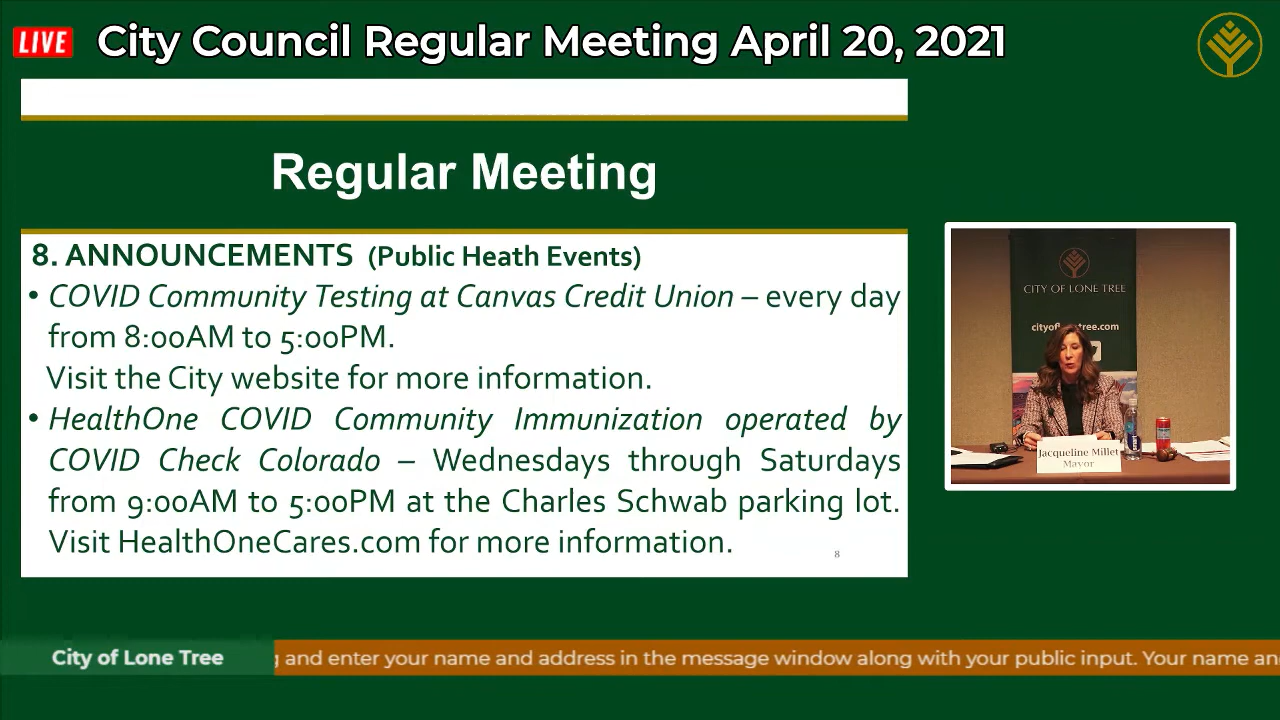 LIVE City Council Regular Meeting April 20, 2021
Regular Meeting
8. ANNOUNCEMENTS (Public Heath Events)
• COVID Community Testing at Canvas Credit Union – every day
from 8:00AM to 5:00PM.
Visit the City website for more information.
• HealthOne COVID Community Immunization operated by
COVID Check Colorado – Wednesdays through Saturdays
from 9:00AM to 5:00PM at the Charles Schwab parking lot.
Visit HealthOneCares.com for more information.
8
CITY OF LONE TREE
Jacqueline Millet
Mayor
City of Lone Tree
and enter your name and address in the message window along with your public input. Your name an